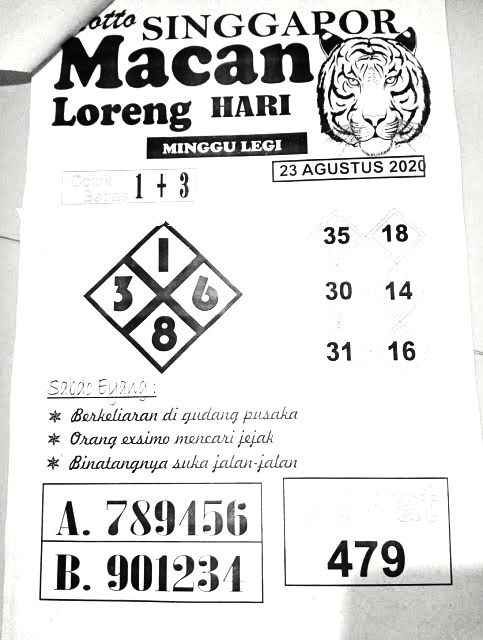 Lotto SINGGAPOR
Macan
Loreng HARI
MINGGU LEGI
23 AGUSTUS 2020
Colok
Bebas 1 + 3
1
3 6
8
35 18
30 14
31 16
Sabdo Eyang :
✵ Berkeliaran di gudang pusaka
✵ Orang exsimo mencari jejak
✵ Binatangnya suka jalan-jalan
A. 789456
B. 901234
479